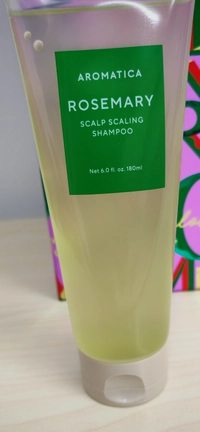 AROMATICA
ROSEMARY
SCALP SCALING
SHAMPOO
Net 6.0 fl. oz. 180ml